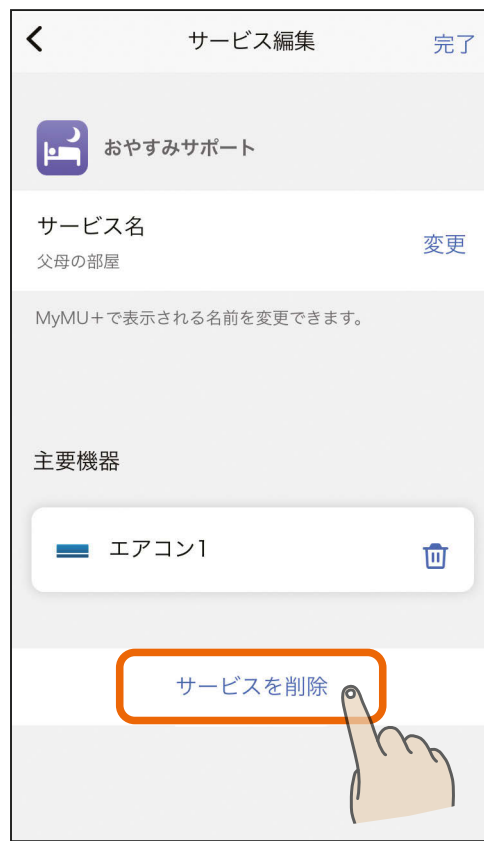 サービス編集
完了
おやすみサポート
サービス名
父母の部屋
変更
MyMU+で表示される名前を変更できます。
主要機器
エアコン1
サービスを削除